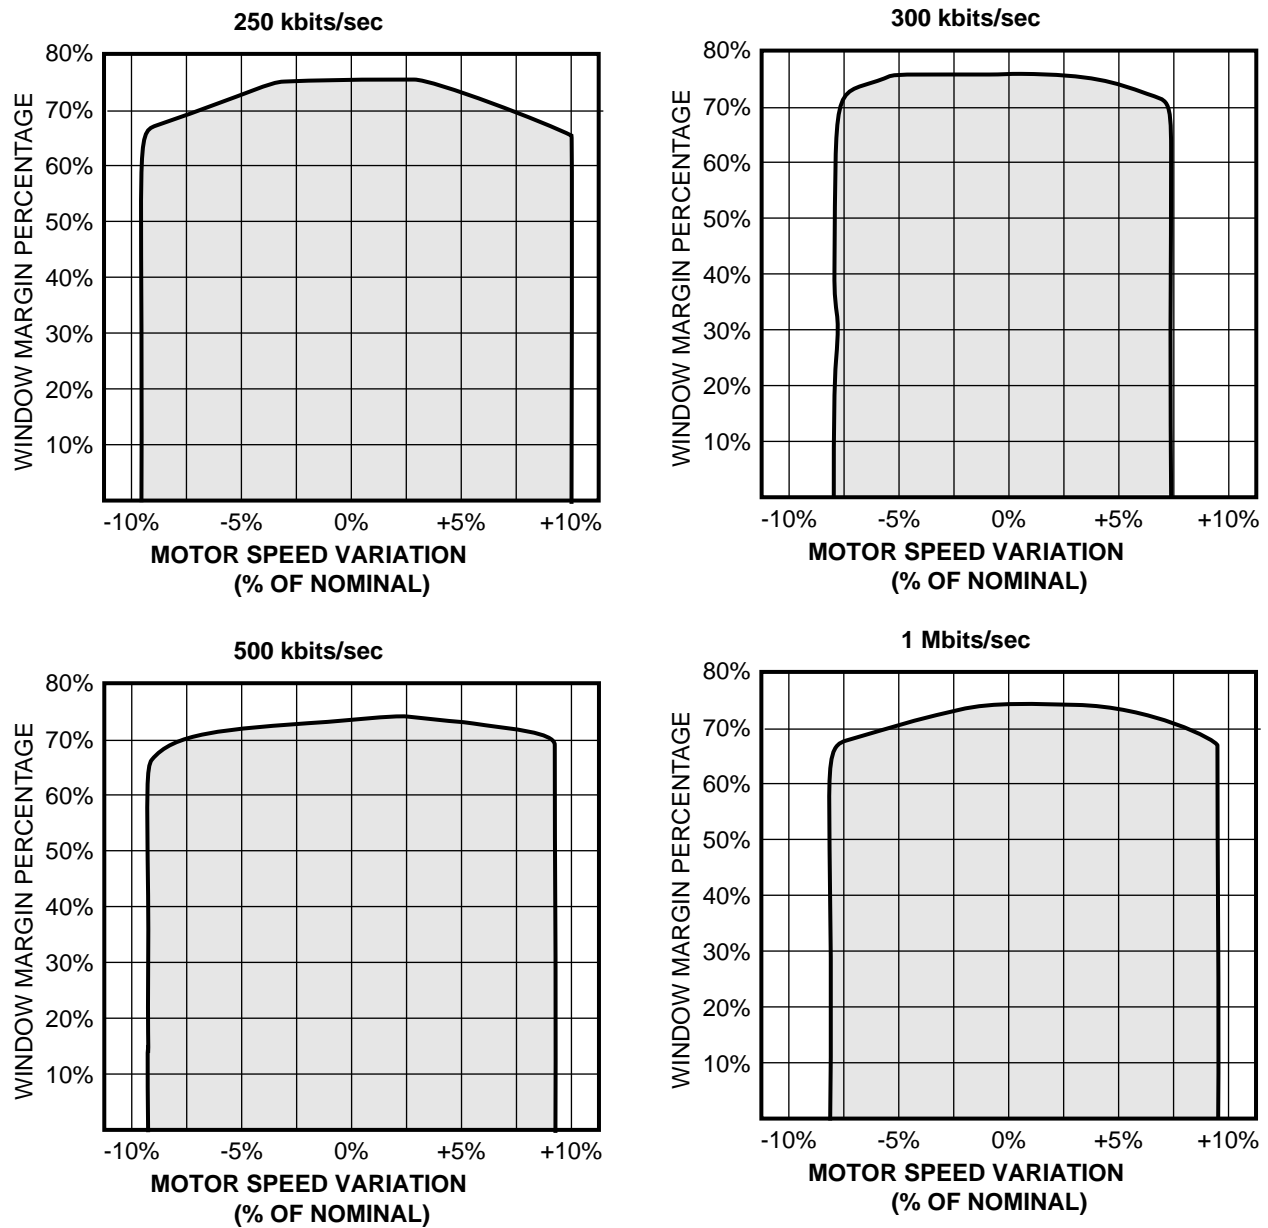 250 kbits/sec
80%
70%
60%
50%
40%
30%
20%
10%
WINDOW MARGIN PERCENTAGE
-10% -5% 0% +5% +10%
MOTOR SPEED VARIATION
(% OF NOMINAL)
300 kbits/sec
80%
70%
60%
50%
40%
30%
20%
10%
WINDOW MARGIN PERCENTAGE
-10% -5% 0% +5% +10%
MOTOR SPEED VARIATION
(% OF NOMINAL)
500 kbits/sec
80%
70%
60%
50%
40%
30%
20%
10%
WINDOW MARGIN PERCENTAGE
-10% -5% 0% +5% +10%
MOTOR SPEED VARIATION
(% OF NOMINAL)
1 Mbits/sec
80%
70%
60%
50%
40%
30%
20%
10%
WINDOW MARGIN PERCENTAGE
-10% -5% 0% +5% +10%
MOTOR SPEED VARIATION
(% OF NOMINAL)